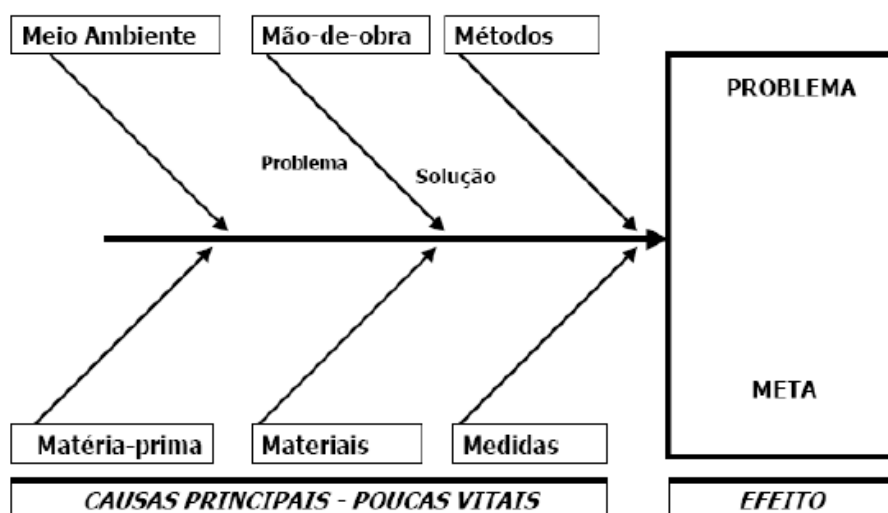 Meio Ambiente
Mão-de-obra
Métodos
PROBLEMA
Problema
Solução
META
Matéria-prima
Materiais
Medidas
CAUSAS PRINCIPAIS - POUCAS VITAIS
EFEITO